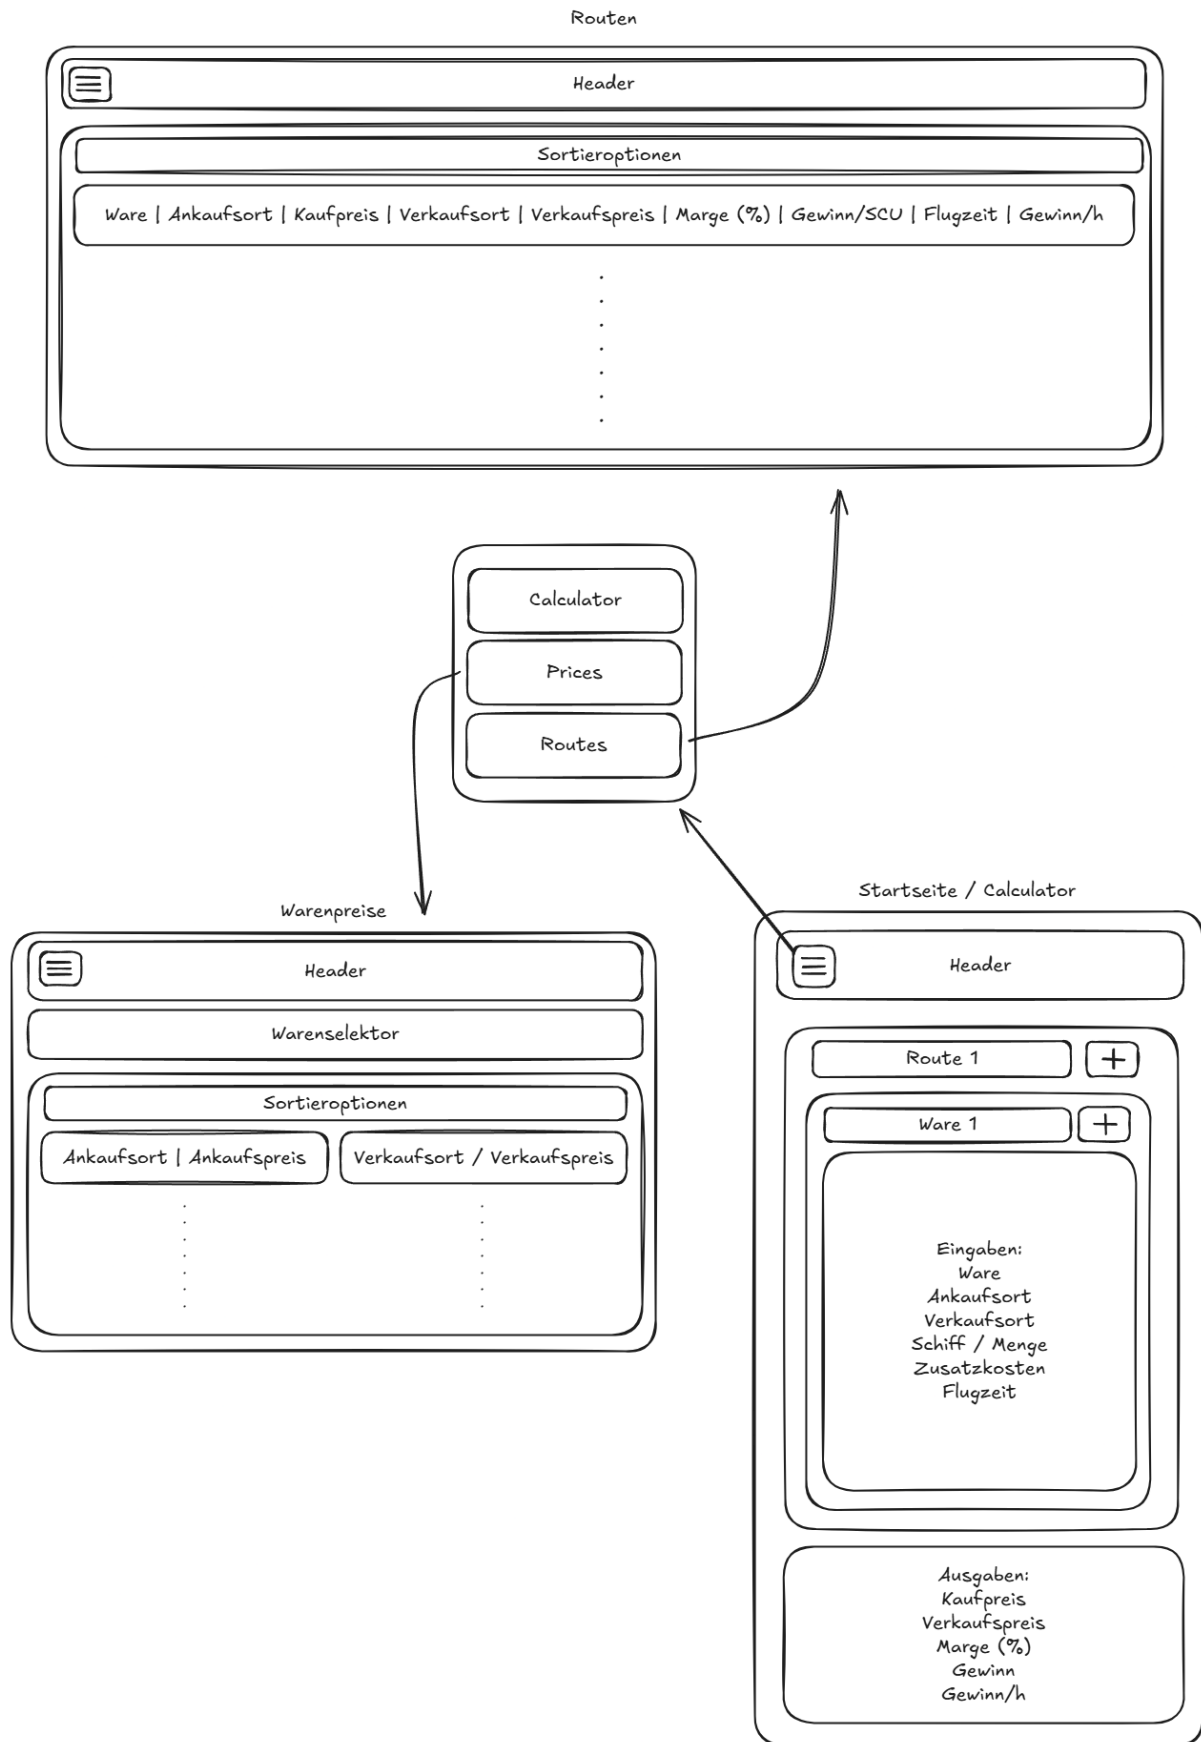 Routen
Header
Sortieroptionen
Ware | Ankaufsort | Kaufpreis | Verkaufsort | Verkaufspreis | Marge (%) | Gewinn/SCU | Flugzeit | Gewinn/h
Calculator
Prices
Routes
Warenpreise
Header
Warenselektor
Sortieroptionen
Ankaufsort | Ankaufspreis
Verkaufsort / Verkaufspreis
Startseite / Calculator
Header
Route 1
+
Ware 1
+
Eingaben:
Ware
Ankaufsort
Verkaufsort
Schiff / Menge
Zusatzkosten
Flugzeit
Ausgaben:
Kaufpreis
Verkaufspreis
Marge (%)
Gewinn
Gewinn/h